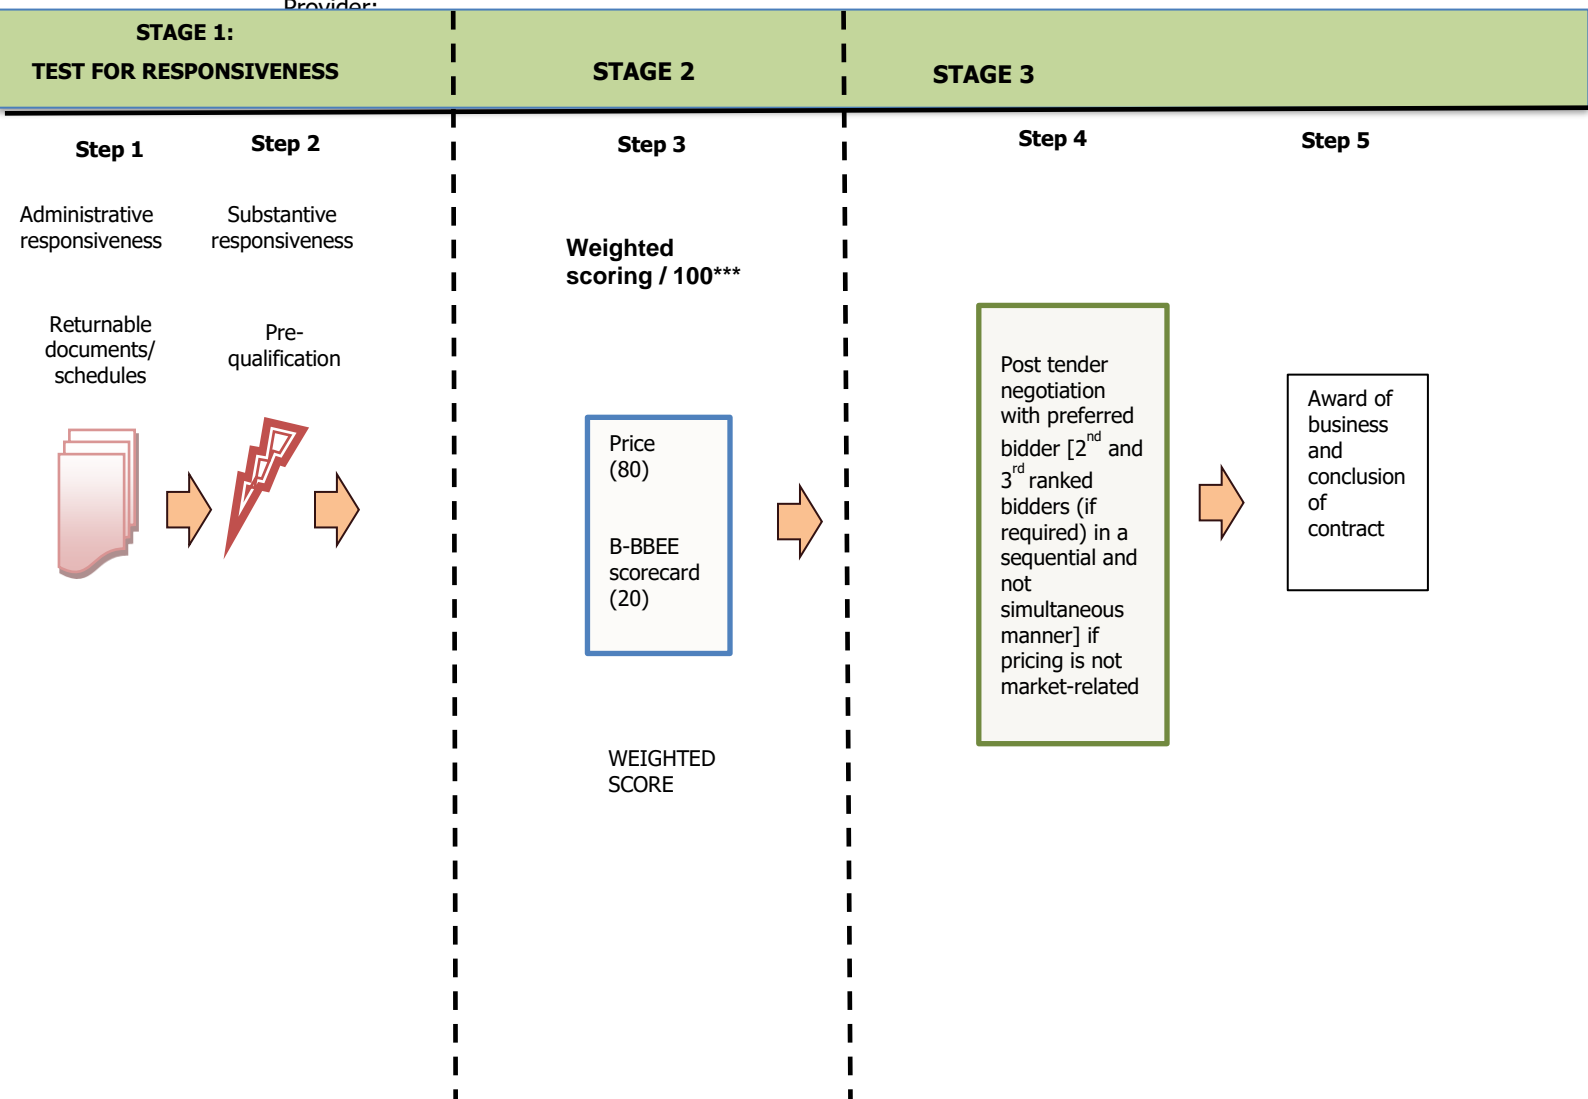 Provider:
STAGE 1:
TEST FOR RESPONSIVENESS
STAGE 2
STAGE 3
Step 1
Step 2
Step 3
Step 4
Step 5
Administrative
responsiveness
Substantive
responsiveness
Weighted
scoring / 100***
Returnable
documents/
schedules
Pre-
qualification
Price
(80)
B-BBEE
scorecard
(20)
WEIGHTED
SCORE
Post tender
negotiation
with preferred
bidder [2nd and
3rd ranked
bidders (if
required) in a
sequential and
not
simultaneous
manner] if
pricing is not
market-related
Award of
business
and
conclusion
of
contract